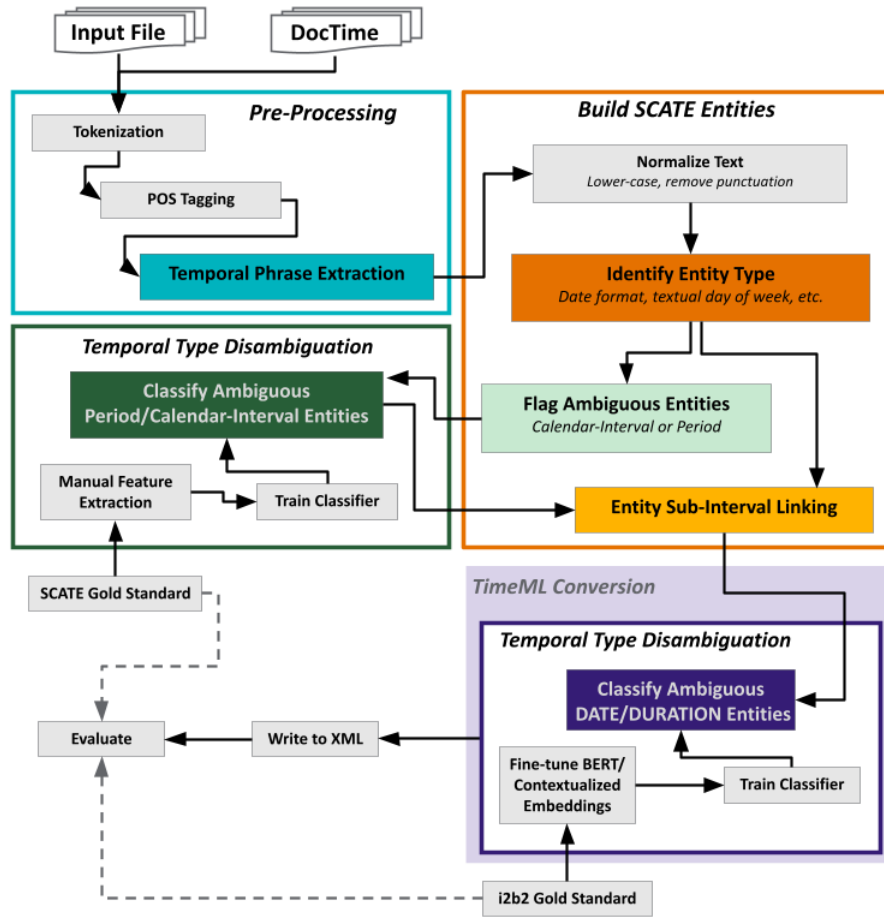 Input File
DocTime
Pre-Processing
Tokenization
POS Tagging
Temporal Phrase Extraction
Build SCATE Entities
Normalize Text
Lower-case, remove punctuation
Identify Entity Type
Date format, textual day of week, etc.
Flag Ambiguous Entities
Calendar-Interval or Period
Entity Sub-Interval Linking
Temporal Type Disambiguation
Classify Ambiguous
Period/Calendar-Interval Entities
Manual Feature
Extraction
Train Classifier
SCATE Gold Standard
TimeML Conversion
Temporal Type Disambiguation
Classify Ambiguous
DATE/DURATION Entities
Fine-tune BERT/
Contextualized
Embeddings
Train Classifier
Evaluate
Write to XML
i2b2 Gold Standard